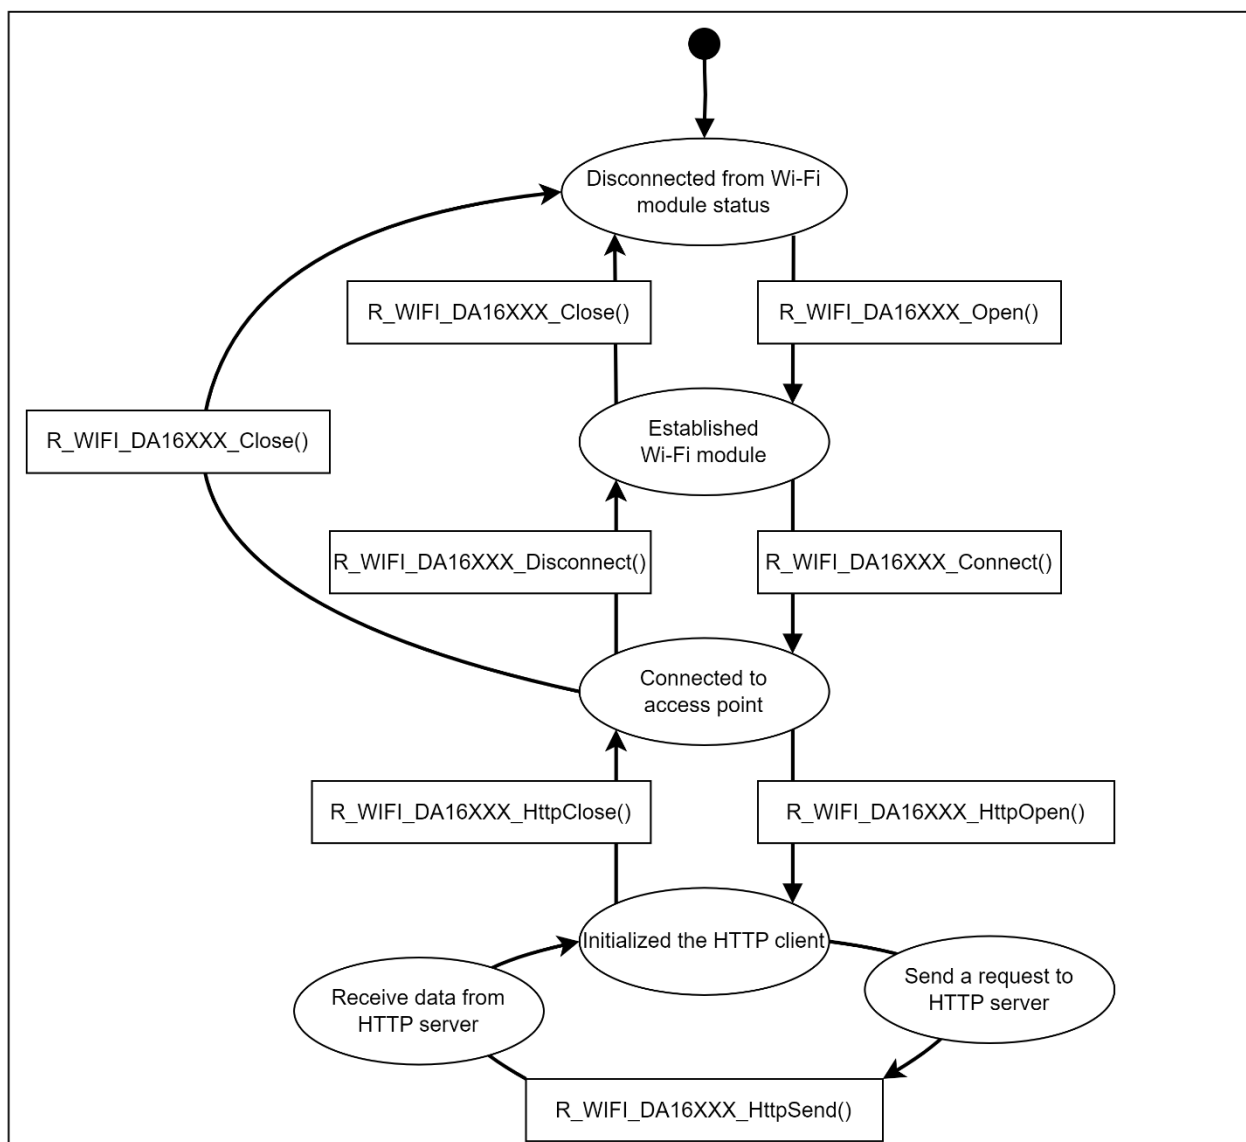 Disconnected from Wi-Fi
module status
R_WIFI_DA16XXX_Close()
R_WIFI_DA16XXX_Open()
R_WIFI_DA16XXX_Close()
Established
Wi-Fi module
R_WIFI_DA16XXX_Disconnect()
R_WIFI_DA16XXX_Connect()
Connected to
access point
R_WIFI_DA16XXX_HttpClose()
R_WIFI_DA16XXX_HttpOpen()
Initialized the HTTP client
Send a request to
HTTP server
Receive data from
HTTP server
R_WIFI_DA16XXX_HttpSend()